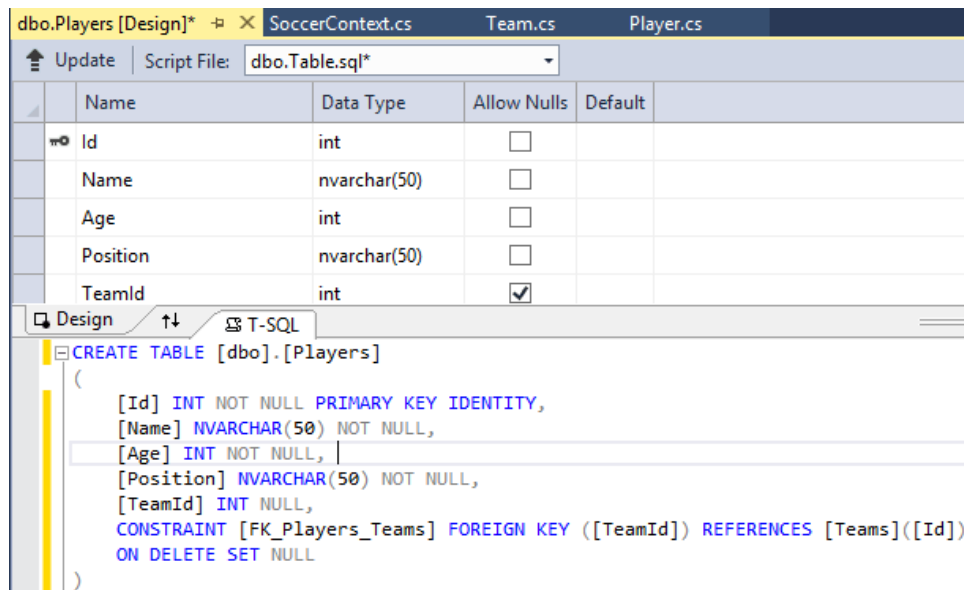 dbo.Players [Design]* SoccerContext.cs Team.cs Player.cs
Update Script File: dbo.Table.sql*
Name Data Type Allow Nulls Default
Id int
Name nvarchar(50)
Age int
Position nvarchar(50)
TeamId int
Design T-SQL
CREATE TABLE [dbo].[Players]
(
[Id] INT NOT NULL PRIMARY KEY IDENTITY,
[Name] NVARCHAR(50) NOT NULL,
[Age] INT NOT NULL,
[Position] NVARCHAR(50) NOT NULL,
[TeamId] INT NULL,
CONSTRAINT [FK_Players_Teams] FOREIGN KEY ([TeamId]) REFERENCES [Teams]([Id])
ON DELETE SET NULL
)